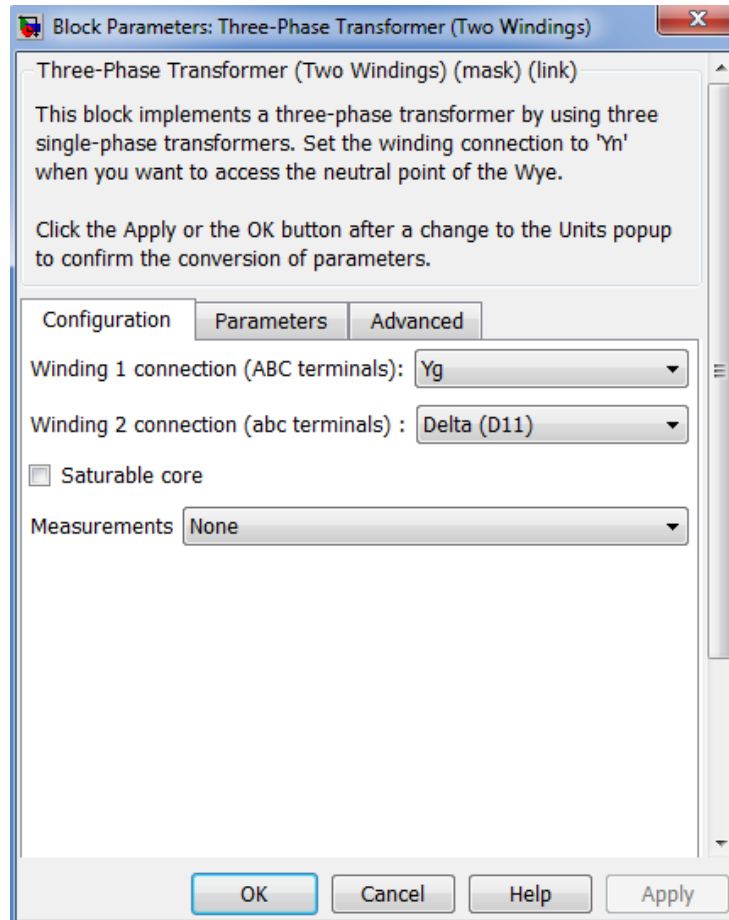 Block Parameters: Three-Phase Transformer (Two Windings)
x
Three-Phase Transformer (Two Windings) (mask) (link)
This block implements a three-phase transformer by using three
single-phase transformers. Set the winding connection to 'Yn'
when you want to access the neutral point of the Wye.
Click the Apply or the OK button after a change to the Units popup
to confirm the conversion of parameters.
Configuration Parameters Advanced
Winding 1 connection (ABC terminals): Yg
Winding 2 connection (abc terminals) : Delta (D11)
Saturable core
Measurements None
OK Cancel Help Apply